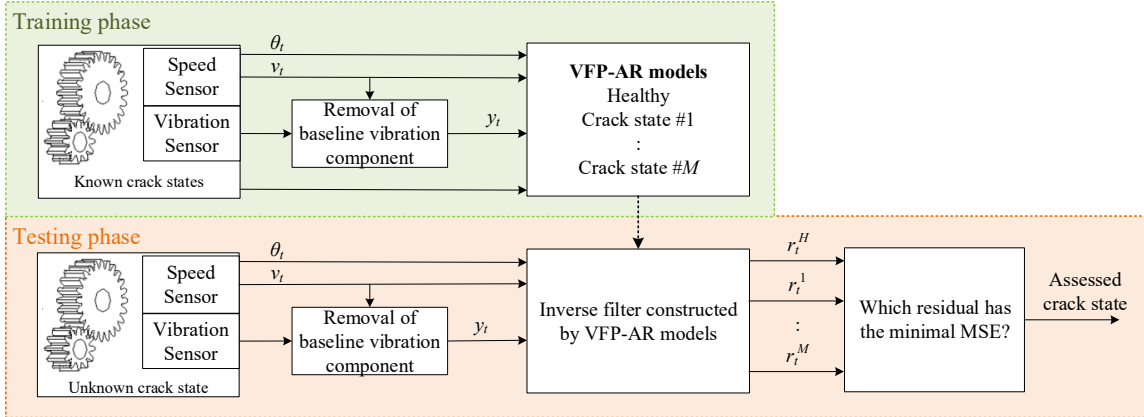 Training phase
Speed
Sensor
Vibration
Sensor
Known crack states
θt
vt
Removal of
baseline vibration
component
yt
VFP-AR models
Healthy
Crack state #1
:
Crack state #M
Testing phase
Speed
Sensor
Vibration
Sensor
Unknown crack state
θt
vt
Removal of
baseline vibration
component
yt
Inverse filter constructed
by VFP-AR models
rtH
rt1
:
rtM
Which residual has
the minimal MSE?
Assessed
crack state